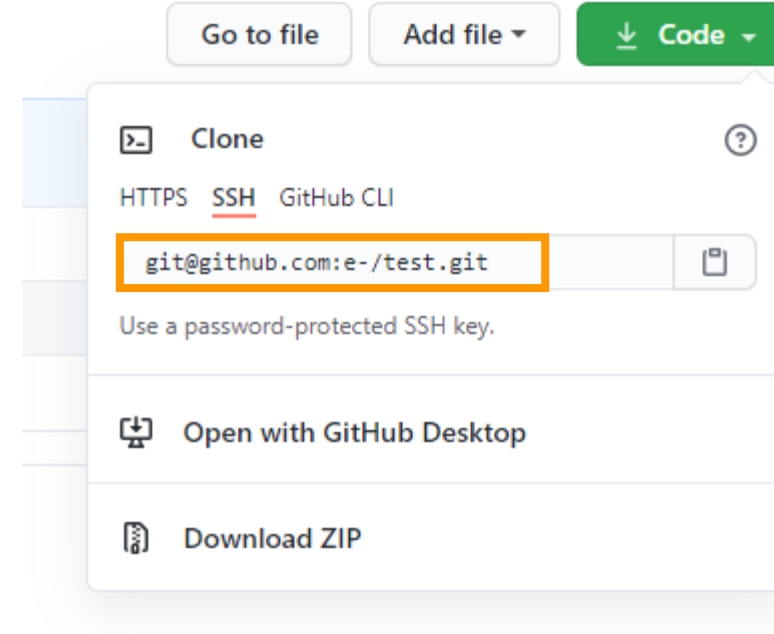 Go to file Add file Code
Clone
HTTPS SSH GitHub CLI
git@github.com:e-/test.git
Use a password-protected SSH key.
Open with GitHub Desktop
Download ZIP